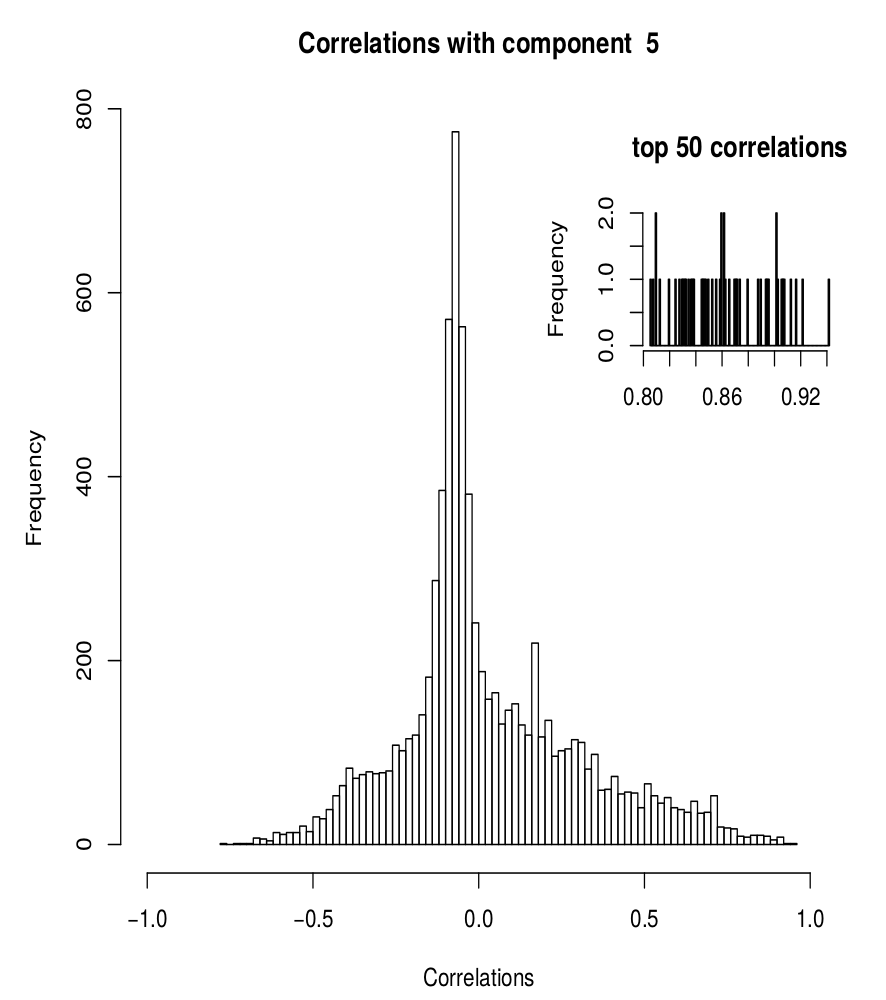 Correlations with component 5
800
600
400
200
0
Frequency
−1.0 −0.5 0.0 0.5 1.0
Correlations
top 50 correlations
2.0
1.0
0.0
Frequency
0.80 0.86 0.92